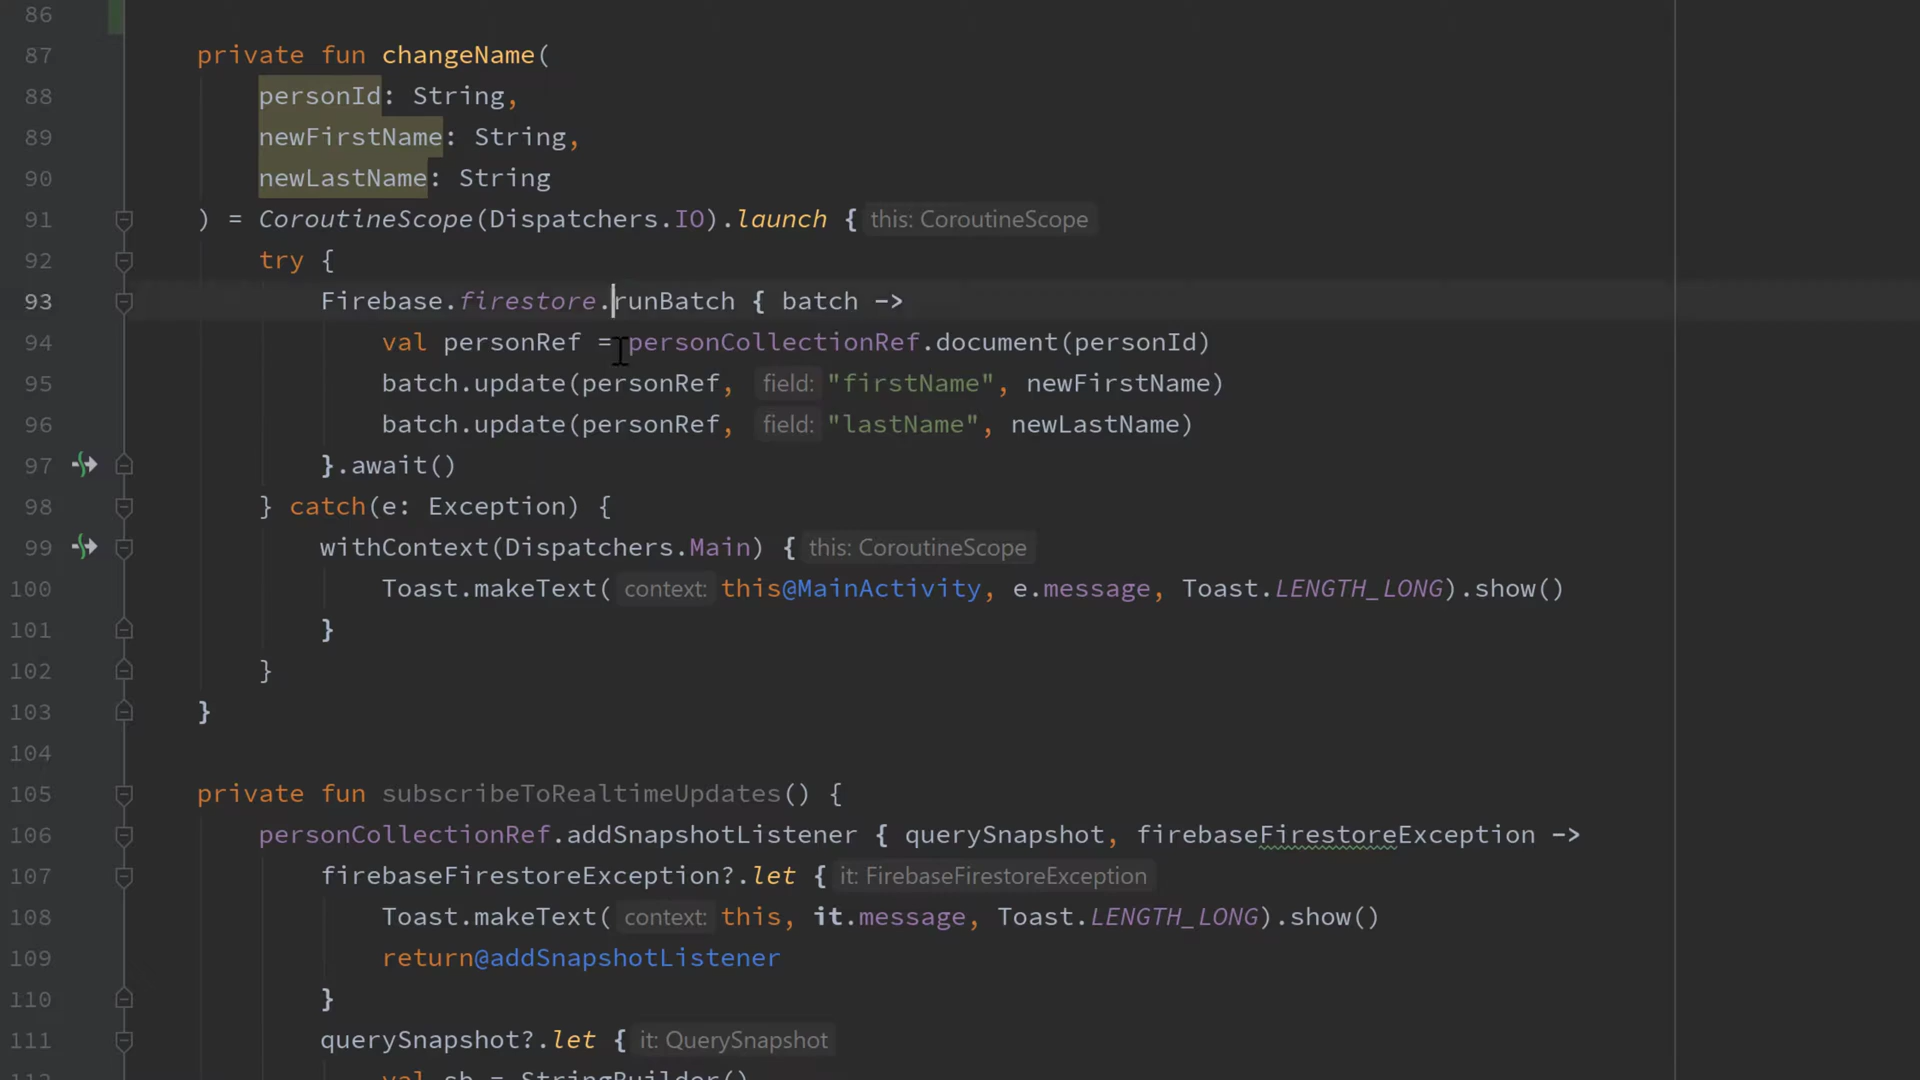 86
87 private fun changeName(
88 personId: String,
89 newFirstName: String,
90 newLastName: String
91 ) = CoroutineScope(Dispatchers.IO).launch { this: CoroutineScope
92 try {
93 Firebase.firestore.runBatch { batch ->
94 val personRef = personCollectionRef.document(personId)
95 batch.update(personRef, field: "firstName", newFirstName)
96 batch.update(personRef, field: "lastName", newLastName)
97 }.await()
98 } catch(e: Exception) {
99 withContext(Dispatchers.Main) { this: CoroutineScope
100 Toast.makeText( context: this@MainActivity, e.message, Toast.LENGTH_LONG).show()
101 }
102 }
103 }
104
105 private fun subscribeToRealtimeUpdates() {
106 personCollectionRef.addSnapshotListener { querySnapshot, firebaseFirestoreException ->
107 firebaseFirestoreException?.let { it: FirebaseFirestoreException
108 Toast.makeText( context: this, it.message, Toast.LENGTH_LONG).show()
109 return@addSnapshotListener
110 }
111 querySnapshot?.let { it: QuerySnapshot
val sb = StringBuilder()